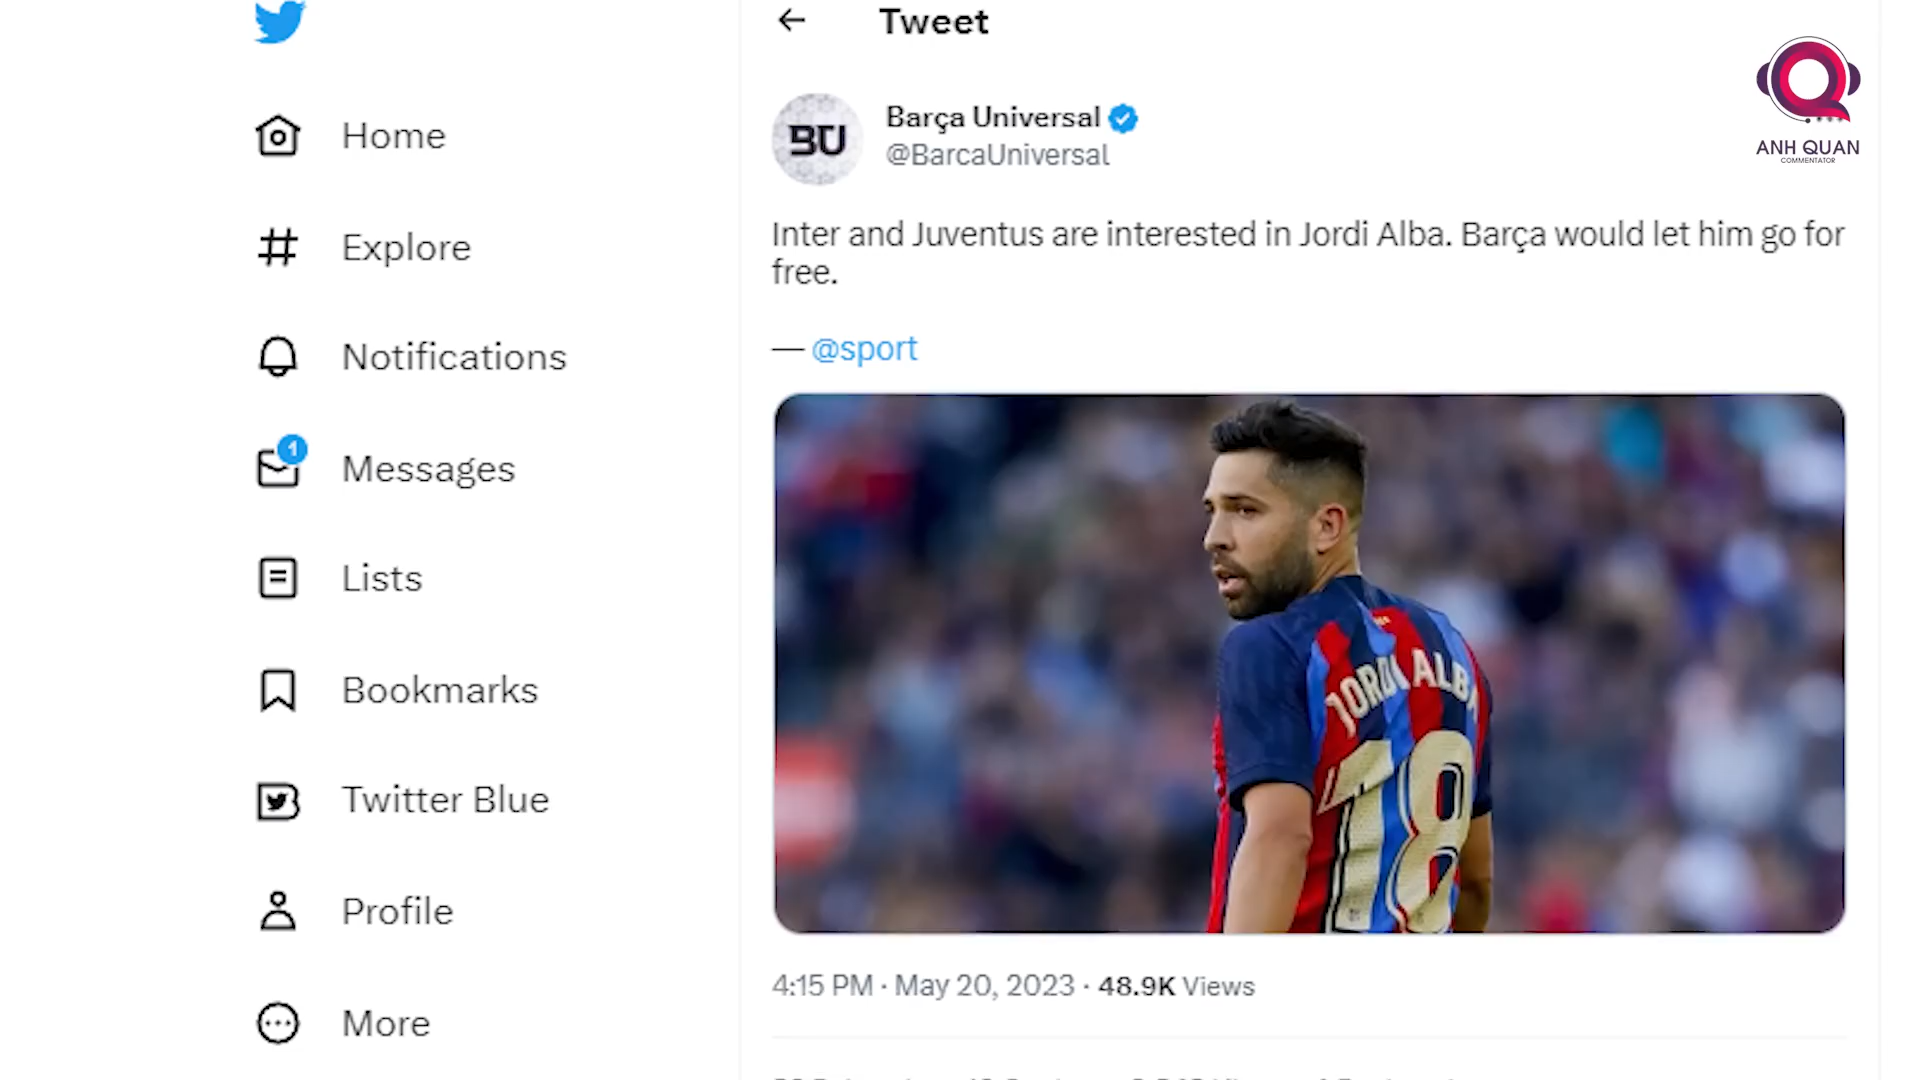 Tweet
Home
Explore
Notifications
1
Messages
Lists
Bookmarks
Twitter Blue
Profile
More
BU
Barça Universal
@BarcaUniversal
Inter and Juventus are interested in Jordi Alba. Barça would let him go for
free.
— @sport
JORDI ALBA
18
4:15 PM · May 20, 2023 · 48.9K Views
ANH QUAN
COMMENTATOR